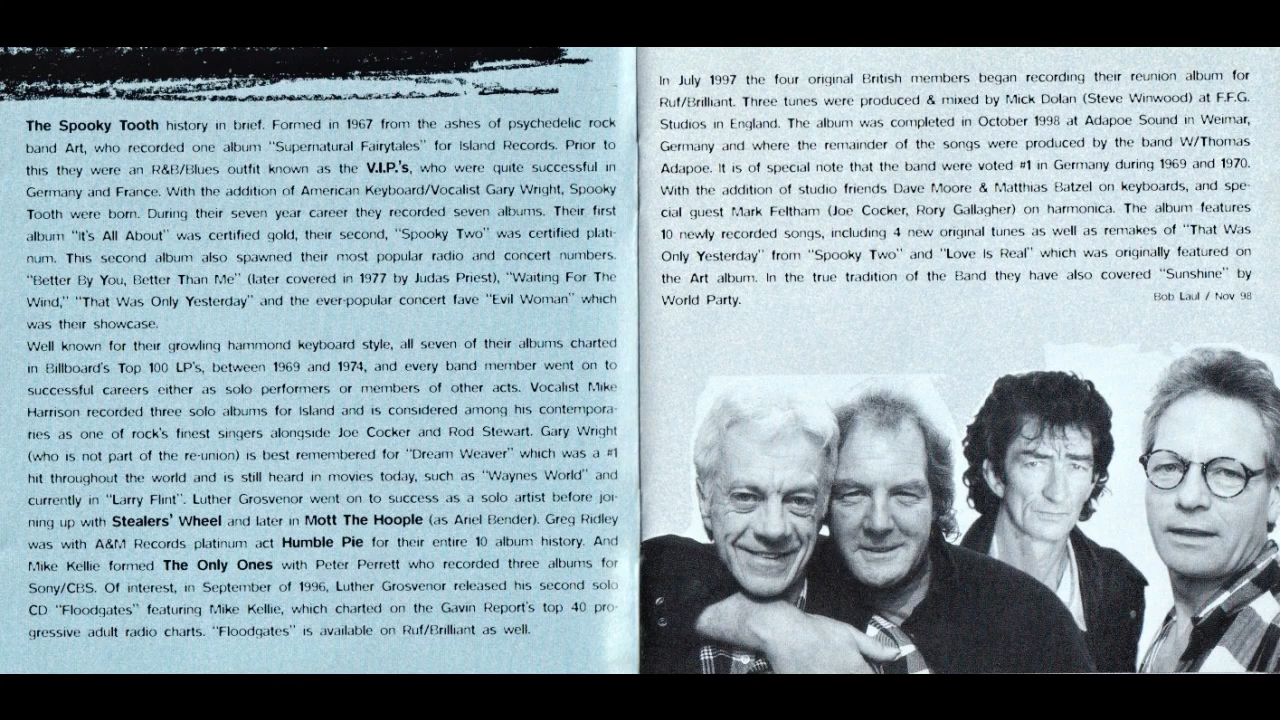 The Spooky Tooth history in brief. Formed in 1967 from the ashes of psychedelic rock
band Art, who recorded one album "Supernatural Fairytales" for Island Records. Prior to
this they were an R&B/Blues outfit known as the V.I.P.'s, who were quite successful in
Germany and France. With the addition of American Keyboard/Vocalist Gary Wright, Spooky
Tooth were born. During their seven year career they recorded seven albums. Their first
album "It's All About" was certified gold, their second, "Spooky Two" was certified plati-
num. This second album also spawned their most popular radio and concert numbers.
"Better By You, Better Than Me" (later covered in 1977 by Judas Priest), "Waiting For The
Wind," "That Was Only Yesterday" and the ever-popular concert fave "Evil Woman" which
was their showcase.
Well known for their growling hammond keyboard style, all seven of their albums charted
in Billboard's Top 100 LP's, between 1969 and 1974, and every band member went on to
successful careers either as solo performers or members of other acts. Vocalist Mike
Harrison recorded three solo albums for Island and is considered among his contempora-
ries as one of rock's finest singers alongside Joe Cocker and Rod Stewart. Gary Wright
(who is not part of the re-union) is best remembered for "Dream Weaver" which was a #1
hit throughout the world and is still heard in movies today, such as "Waynes World" and
currently in "Larry Flint". Luther Grosvenor went on to success as a solo artist before joi-
ning up with Stealers' Wheel and later in Mott The Hoople (as Ariel Bender). Greg Ridley
was with A&M Records platinum act Humble Pie for their entire 10 album history. And
Mike Kellie formed The Only Ones with Peter Perrett who recorded three albums for
Sony/CBS. Of interest, in September of 1996, Luther Grosvenor released his second solo
CD "Floodgates" featuring Mike Kellie, which charted on the Gavin Report's top 40 pro-
gressive adult radio charts. "Floodgates" is available on Ruf/Brilliant as well.
In July 1997 the four original British members began recording their reunion album for
Ruf/Brilliant. Three tunes were produced & mixed by Mick Dolan (Steve Winwood) at F.F.G.
Studios in England. The album was completed in October 1998 at Adapoe Sound in Weimar,
Germany and where the remainder of the songs were produced by the band W/Thomas
Adapoe. It is of special note that the band were voted #1 in Germany during 1969 and 1970.
With the addition of studio friends Dave Moore & Matthias Batzel on keyboards, and spe-
cial guest Mark Feltham (Joe Cocker, Rory Gallagher) on harmonica. The album features
10 newly recorded songs, including 4 new original tunes as well as remakes of "That Was
Only Yesterday" from "Spooky Two" and "Love Is Real" which was originally featured on
the Art album. In the true tradition of the Band they have also covered "Sunshine" by
World Party.
Bob Laul / Nov 98